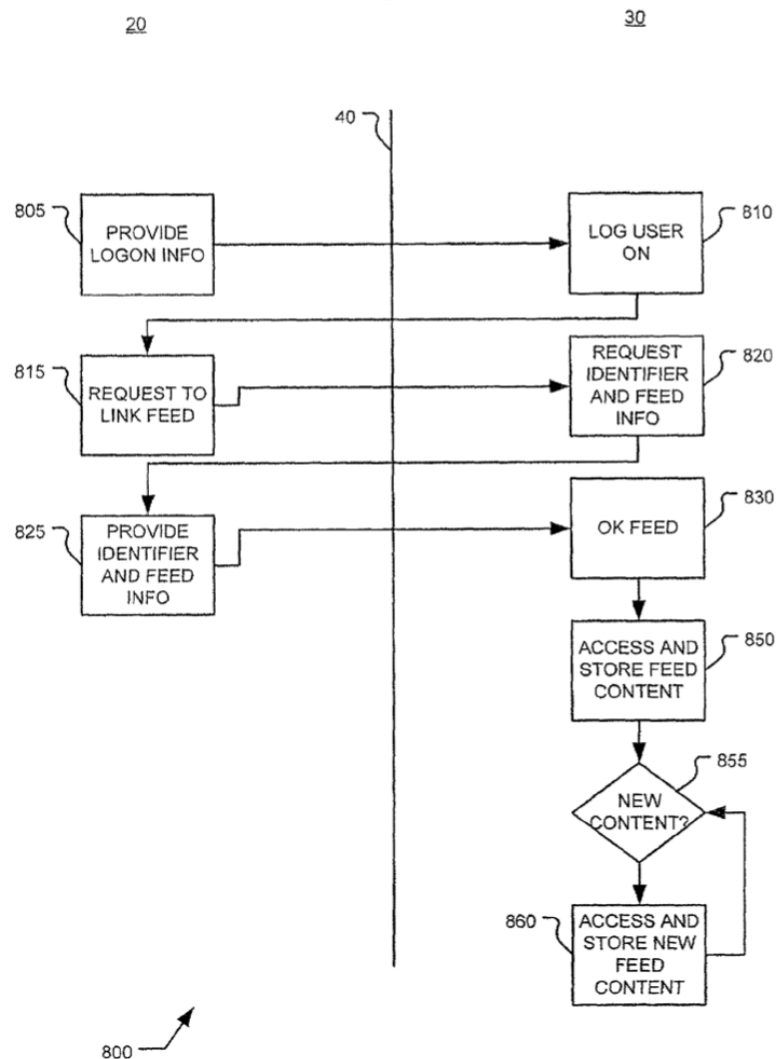 20
30
40
805
PROVIDE
LOGON INFO
LOG USER
ON
810
815
REQUEST TO
LINK FEED
REQUEST
IDENTIFIER
AND FEED
INFO
820
825
PROVIDE
IDENTIFIER
AND FEED
INFO
OK FEED
830
ACCESS AND
STORE FEED
CONTENT
850
NEW
CONTENT?
855
860
ACCESS AND
STORE NEW
FEED
CONTENT
800